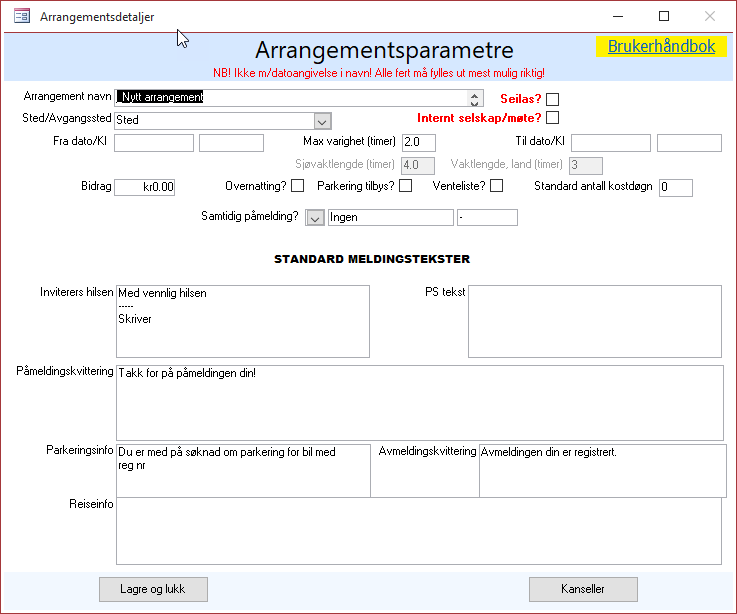 Arrangementsdetaljer
Arrangementsparametre
Brukerhåndbok
NB! Ikke m/datoangivelse i navn! Alle fert må fylles ut mest mulig riktig!
Arrangement navn _Nytt arrangement Seilas?
Sted/Avgangssted Sted Internt selskap/møte?
Fra dato/Kl Max varighet (timer) 2.0 Til dato/Kl
Sjøvaktlengde (timer) 4.0 Vaktlengde, land (timer) 3
Bidrag kr0.00 Overnatting? Parkering tilbys? Venteliste? Standard antall kostdøgn 0
Samtidig påmelding? Ingen -
STANDARD MELDINGSTEKSTER
Inviterers hilsen Med vennlig hilsen PS tekst
-----
Skriver
Påmeldingskvittering Takk for på påmeldingen din!
Parkeringsinfo Du er med på søknad om parkering for bil med Avmeldingskvittering Avmeldingen din er registrert.
reg nr
Reiseinfo
Lagre og lukk Kanseller